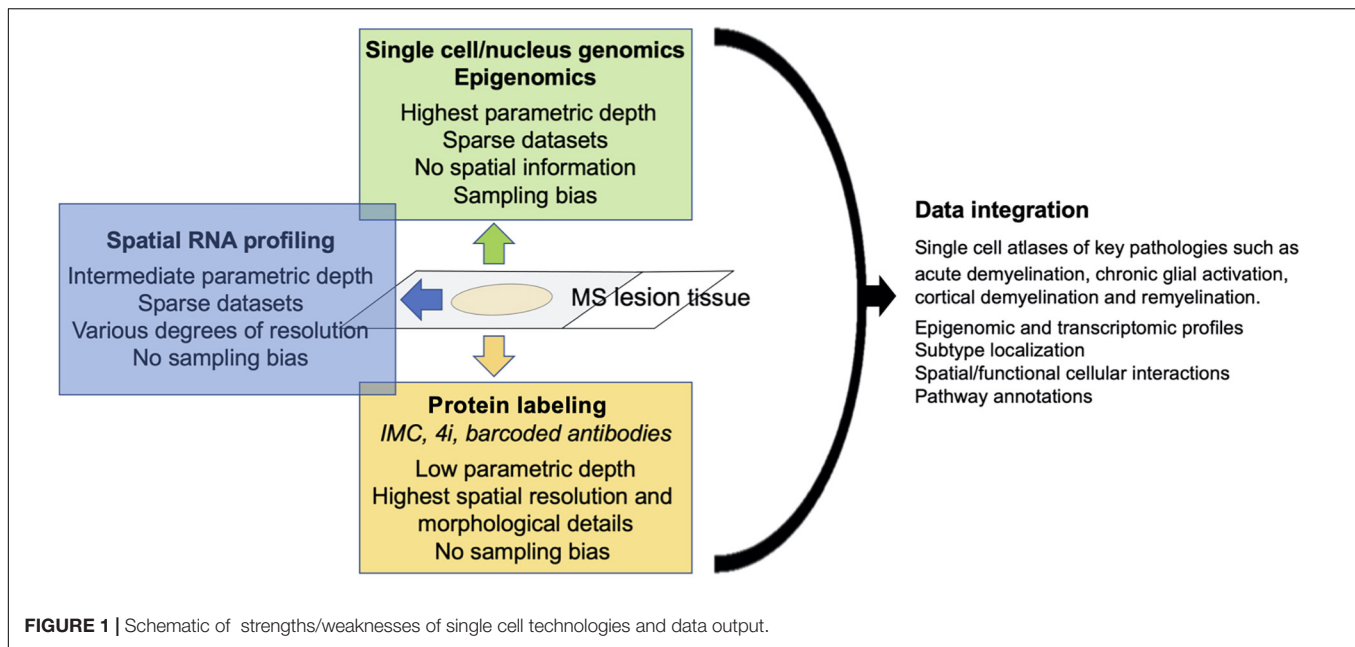 Single cell/nucleus genomics
Epigenomics
Highest parametric depth
Sparse datasets
No spatial information
Sampling bias
Spatial RNA profiling
Intermediate parametric depth
Sparse datasets
Various degrees of resolution
No sampling bias
MS lesion tissue
Protein labeling
IMC, 4i, barcoded antibodies
Low parametric depth
Highest spatial resolution and
morphological details
No sampling bias
Data integration
Single cell atlases of key pathologies such as
acute demyelination, chronic glial activation,
cortical demyelination and remyelination.
Epigenomic and transcriptomic profiles
Subtype localization
Spatial/functional cellular interactions
Pathway annotations
FIGURE 1 | Schematic of strengths/weaknesses of single cell technologies and data output.